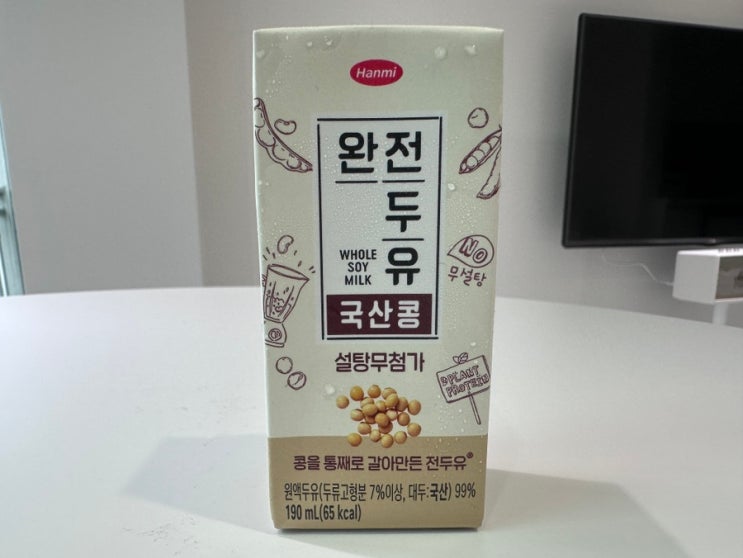 Hanmi
완전
두
유
WHOLE
SOY
MILK
국산콩
NO
무설탕
설탕무첨가
PLANT
PROTEIN
콩을 통째로 갈아만든 전두유®
원액두유(두류고형분 7%이상, 대두:국산) 99%
190 mL(65 kcal)